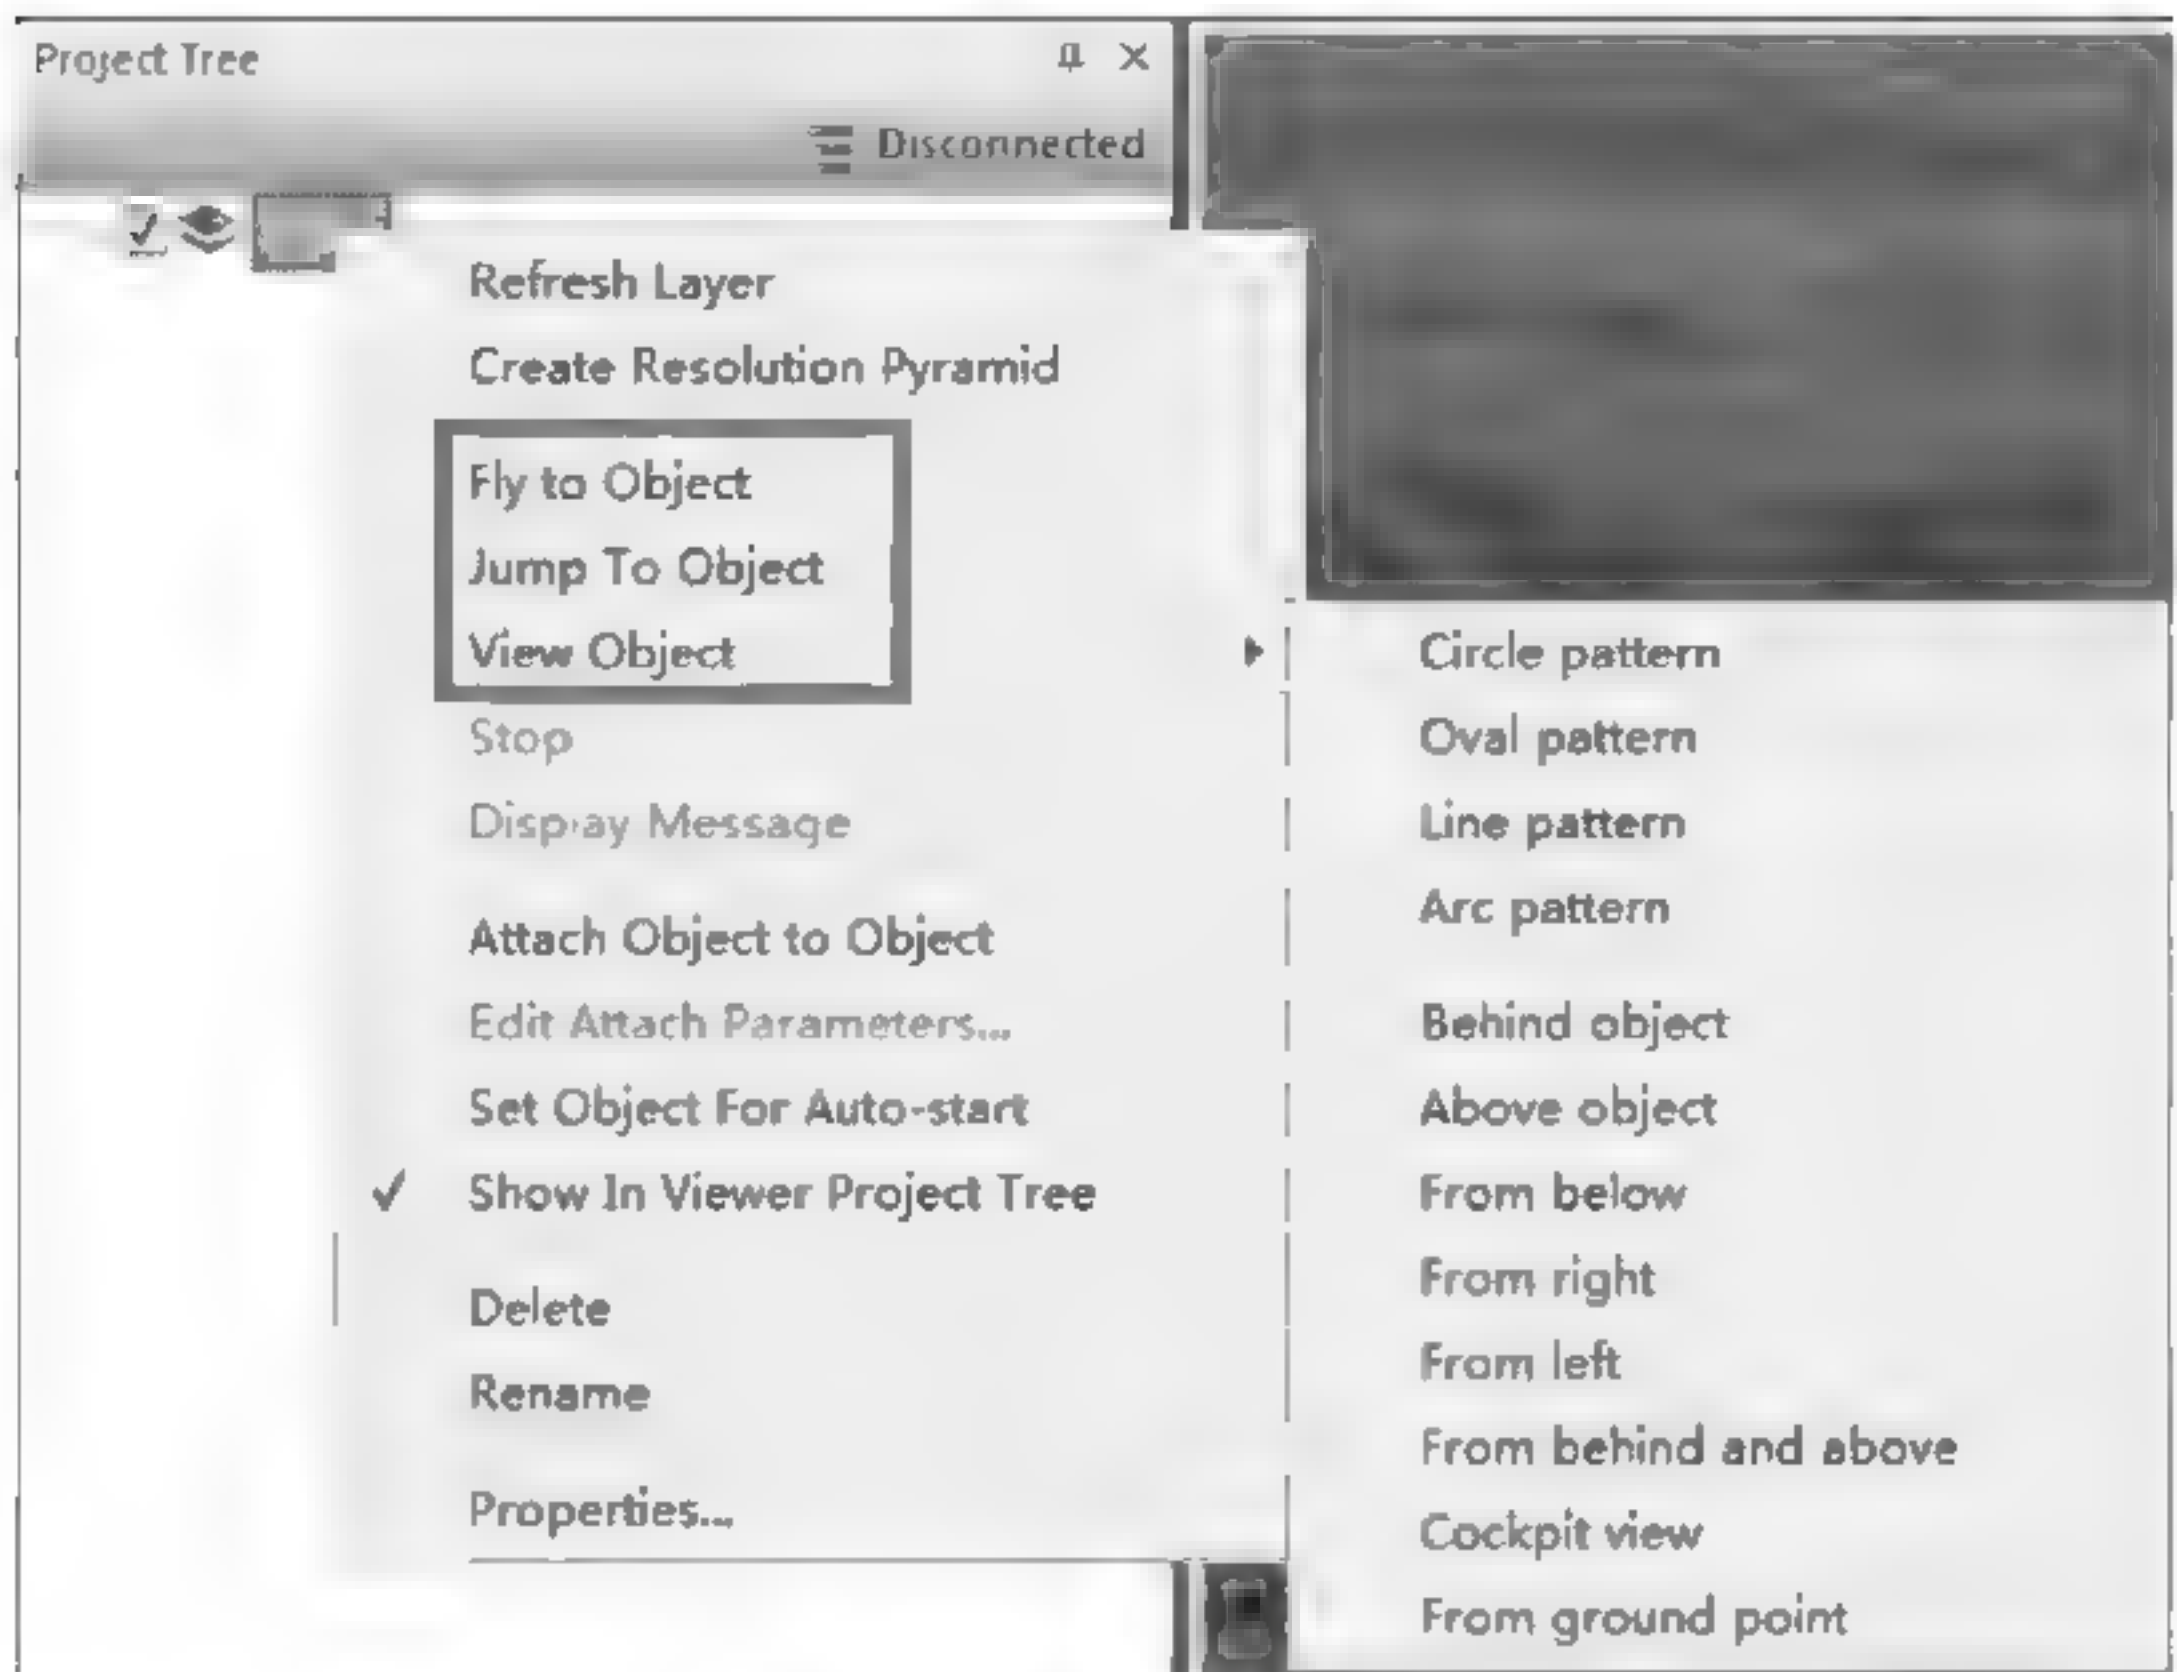 Project Tree
Disconnected
Refresh Layer
Create Resolution Pyramid
Fly to Object
Jump To Object
View Object
Stop
Display Message
Attach Object to Object
Edit Attach Parameters...
Set Object For Auto-start
Show In Viewer Project Tree
Delete
Rename
Properties...
Circle pattern
Oval pattern
Line pattern
Arc pattern
Behind object
Above object
From below
From right
From left
From behind and above
Cockpit view
From ground point